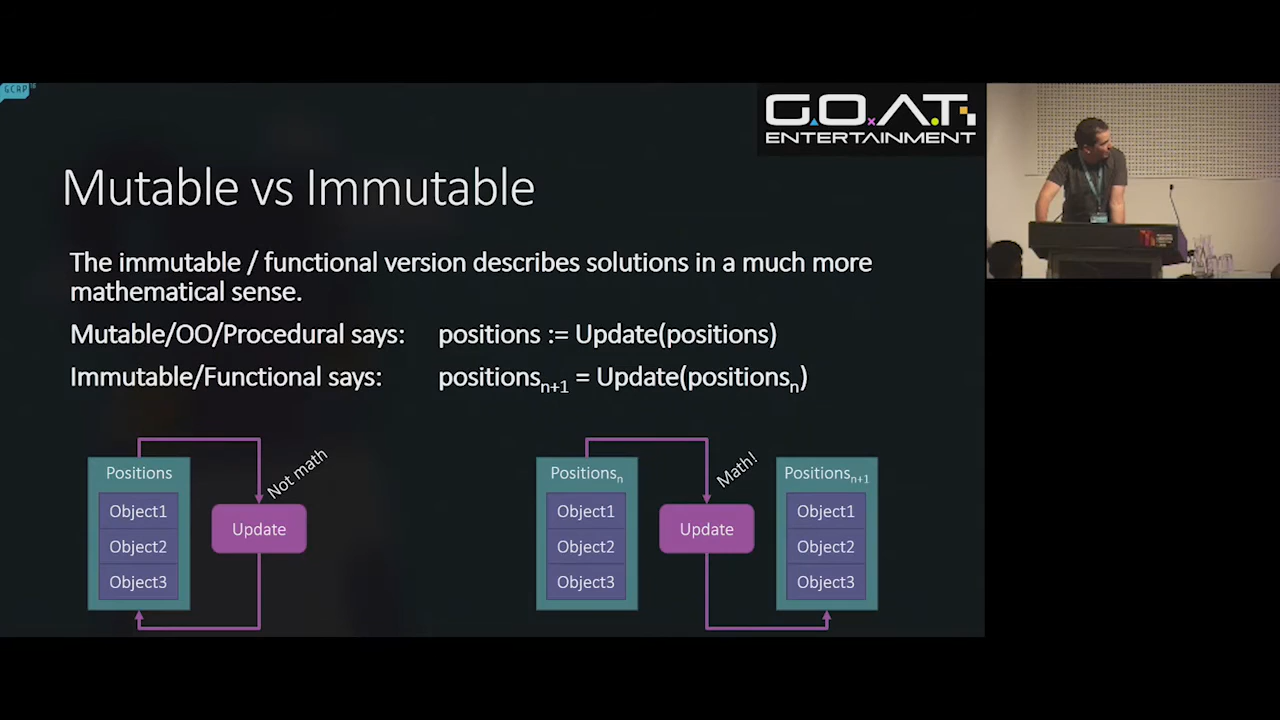 GCAP16
G.O.A.T.
ENTERTAINMENT
Mutable vs Immutable
The immutable / functional version describes solutions in a much more
mathematical sense.
Mutable/OO/Procedural says: positions := Update(positions)
Immutable/Functional says: positionsn+1 = Update(positionsn)
Not math
Math!
Positions
Object1
Object2
Object3
Update
Positionsn
Object1
Object2
Object3
Update
Positionsn+1
Object1
Object2
Object3